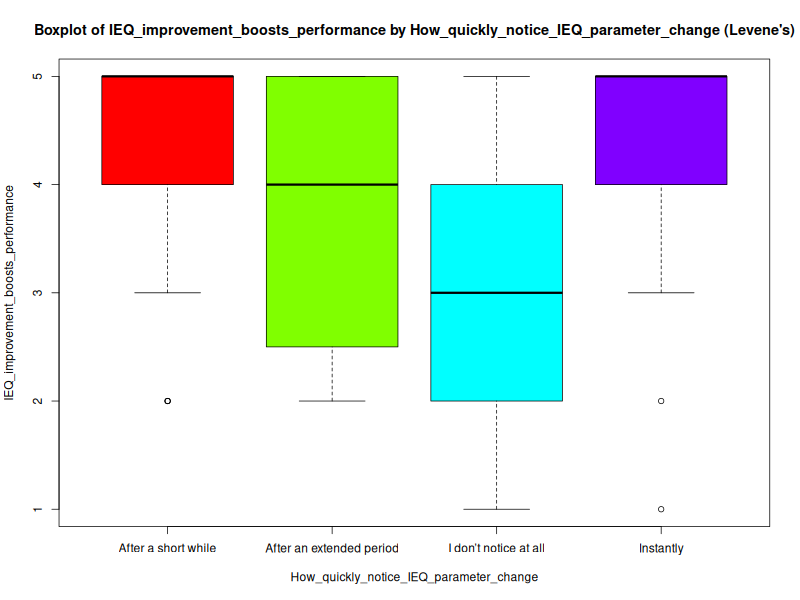 Boxplot of IEQ_improvement_boosts_performance by How_quickly_notice_IEQ_parameter_change (Levene's)
IEQ_improvement_boosts_performance
5
4
3
2
1
After a short while
After an extended period
I don't notice at all
Instantly
How_quickly_notice_IEQ_parameter_change